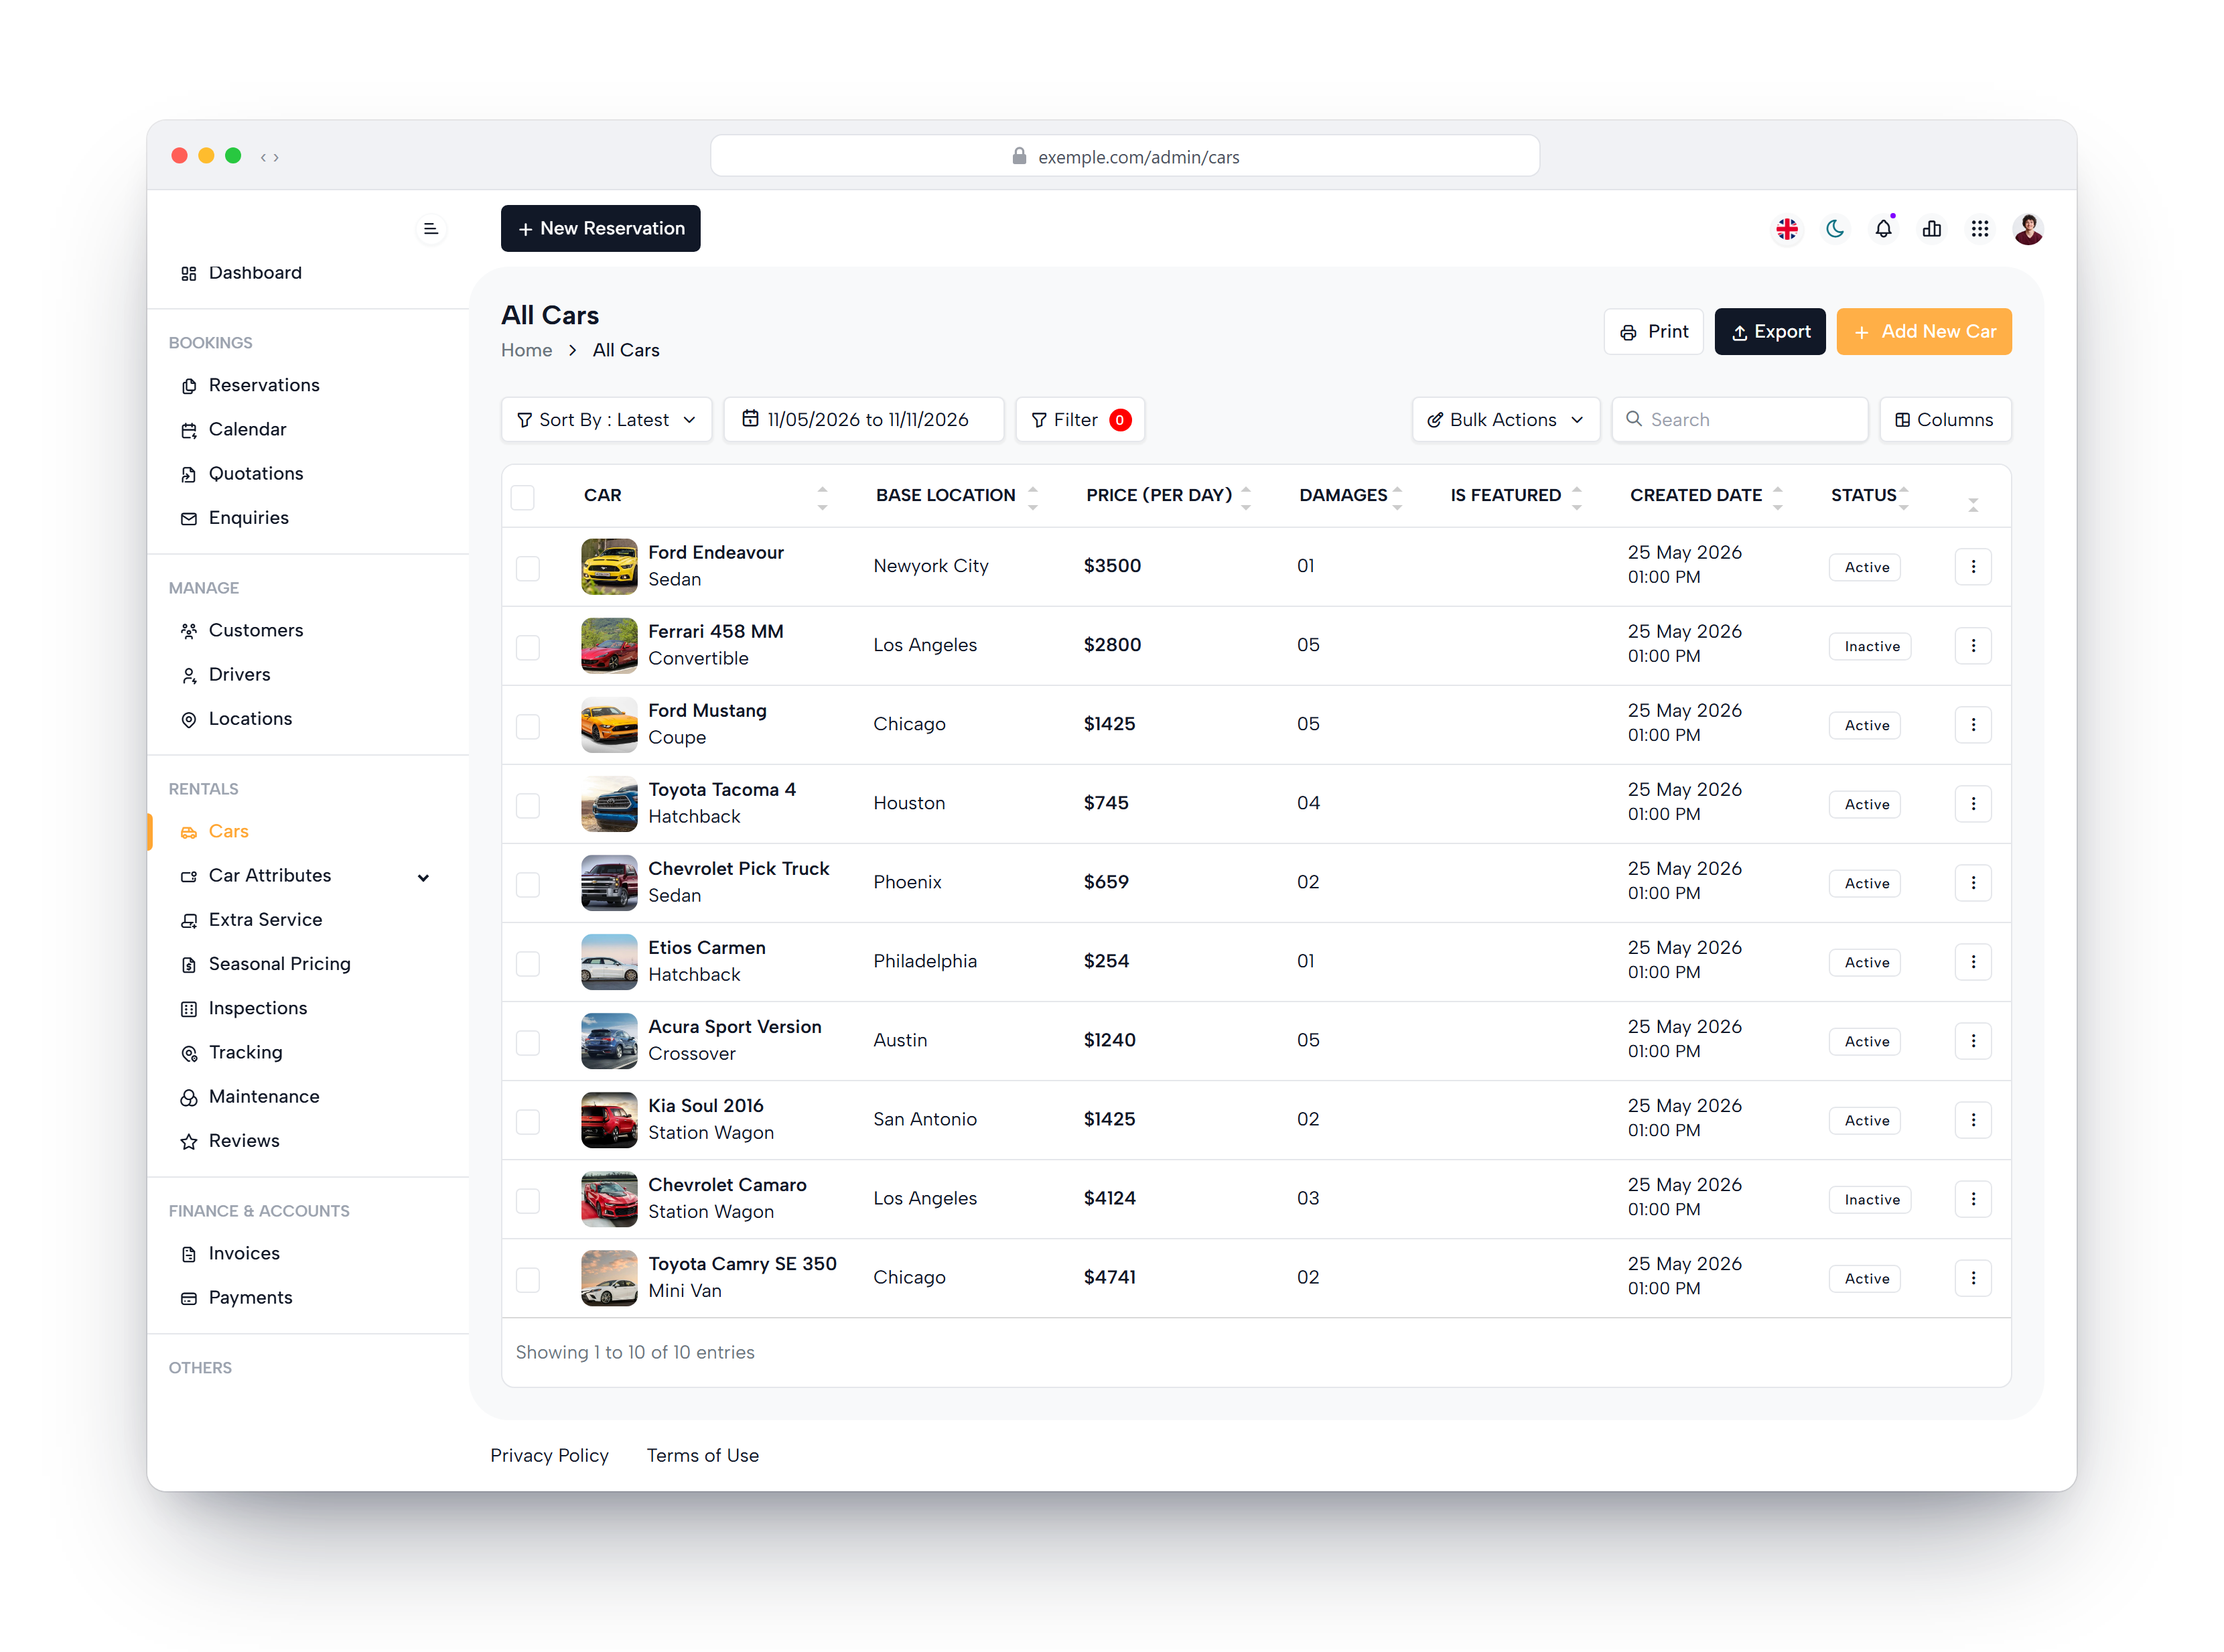 exemple.com/admin/cars
+ New Reservation
Dashboard
BOOKINGS
Reservations
Calendar
Quotations
Enquiries
MANAGE
Customers
Drivers
Locations
RENTALS
Cars
Car Attributes
Extra Service
Seasonal Pricing
Inspections
Tracking
Maintenance
Reviews
FINANCE & ACCOUNTS
Invoices
Payments
OTHERS
All Cars
Home > All Cars
Print
Export
+ Add New Car
Sort By : Latest
11/05/2026 to 11/11/2026
Filter 0
Bulk Actions
Search
Columns
CAR BASE LOCATION PRICE (PER DAY) DAMAGES IS FEATURED CREATED DATE STATUS
Ford Endeavour Newyork City $3500 01 25 May 2026 Active
Sedan 01:00 PM
Ferrari 458 MM Los Angeles $2800 05 25 May 2026 Inactive
Convertible 01:00 PM
Ford Mustang Chicago $1425 05 25 May 2026 Active
Coupe 01:00 PM
Toyota Tacoma 4 Houston $745 04 25 May 2026 Active
Hatchback 01:00 PM
Chevrolet Pick Truck Phoenix $659 02 25 May 2026 Active
Sedan 01:00 PM
Etios Carmen Philadelphia $254 01 25 May 2026 Active
Hatchback 01:00 PM
Acura Sport Version Austin $1240 05 25 May 2026 Active
Crossover 01:00 PM
Kia Soul 2016 San Antonio $1425 02 25 May 2026 Active
Station Wagon 01:00 PM
Chevrolet Camaro Los Angeles $4124 03 25 May 2026 Inactive
Station Wagon 01:00 PM
Toyota Camry SE 350 Chicago $4741 02 25 May 2026 Active
Mini Van 01:00 PM
Showing 1 to 10 of 10 entries
Privacy Policy Terms of Use